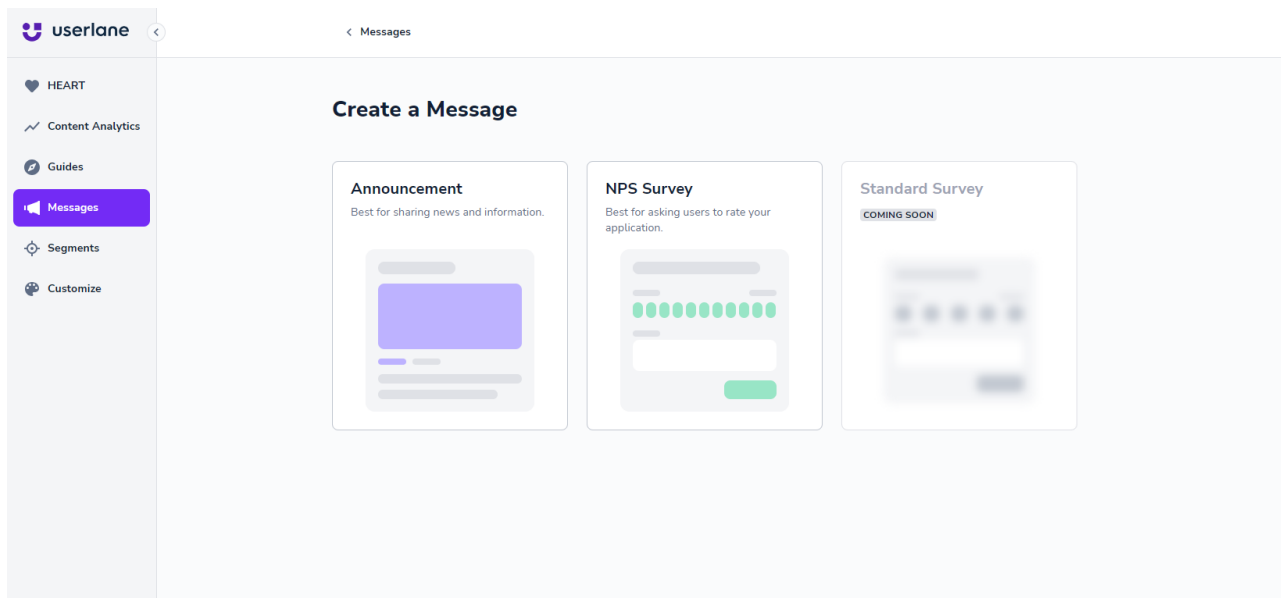 userlane
Messages
HEART
Content Analytics
Guides
Messages
Segments
Customize
Create a Message
Announcement
Best for sharing news and information.
NPS Survey
Best for asking users to rate your
application.
Standard Survey
COMING SOON